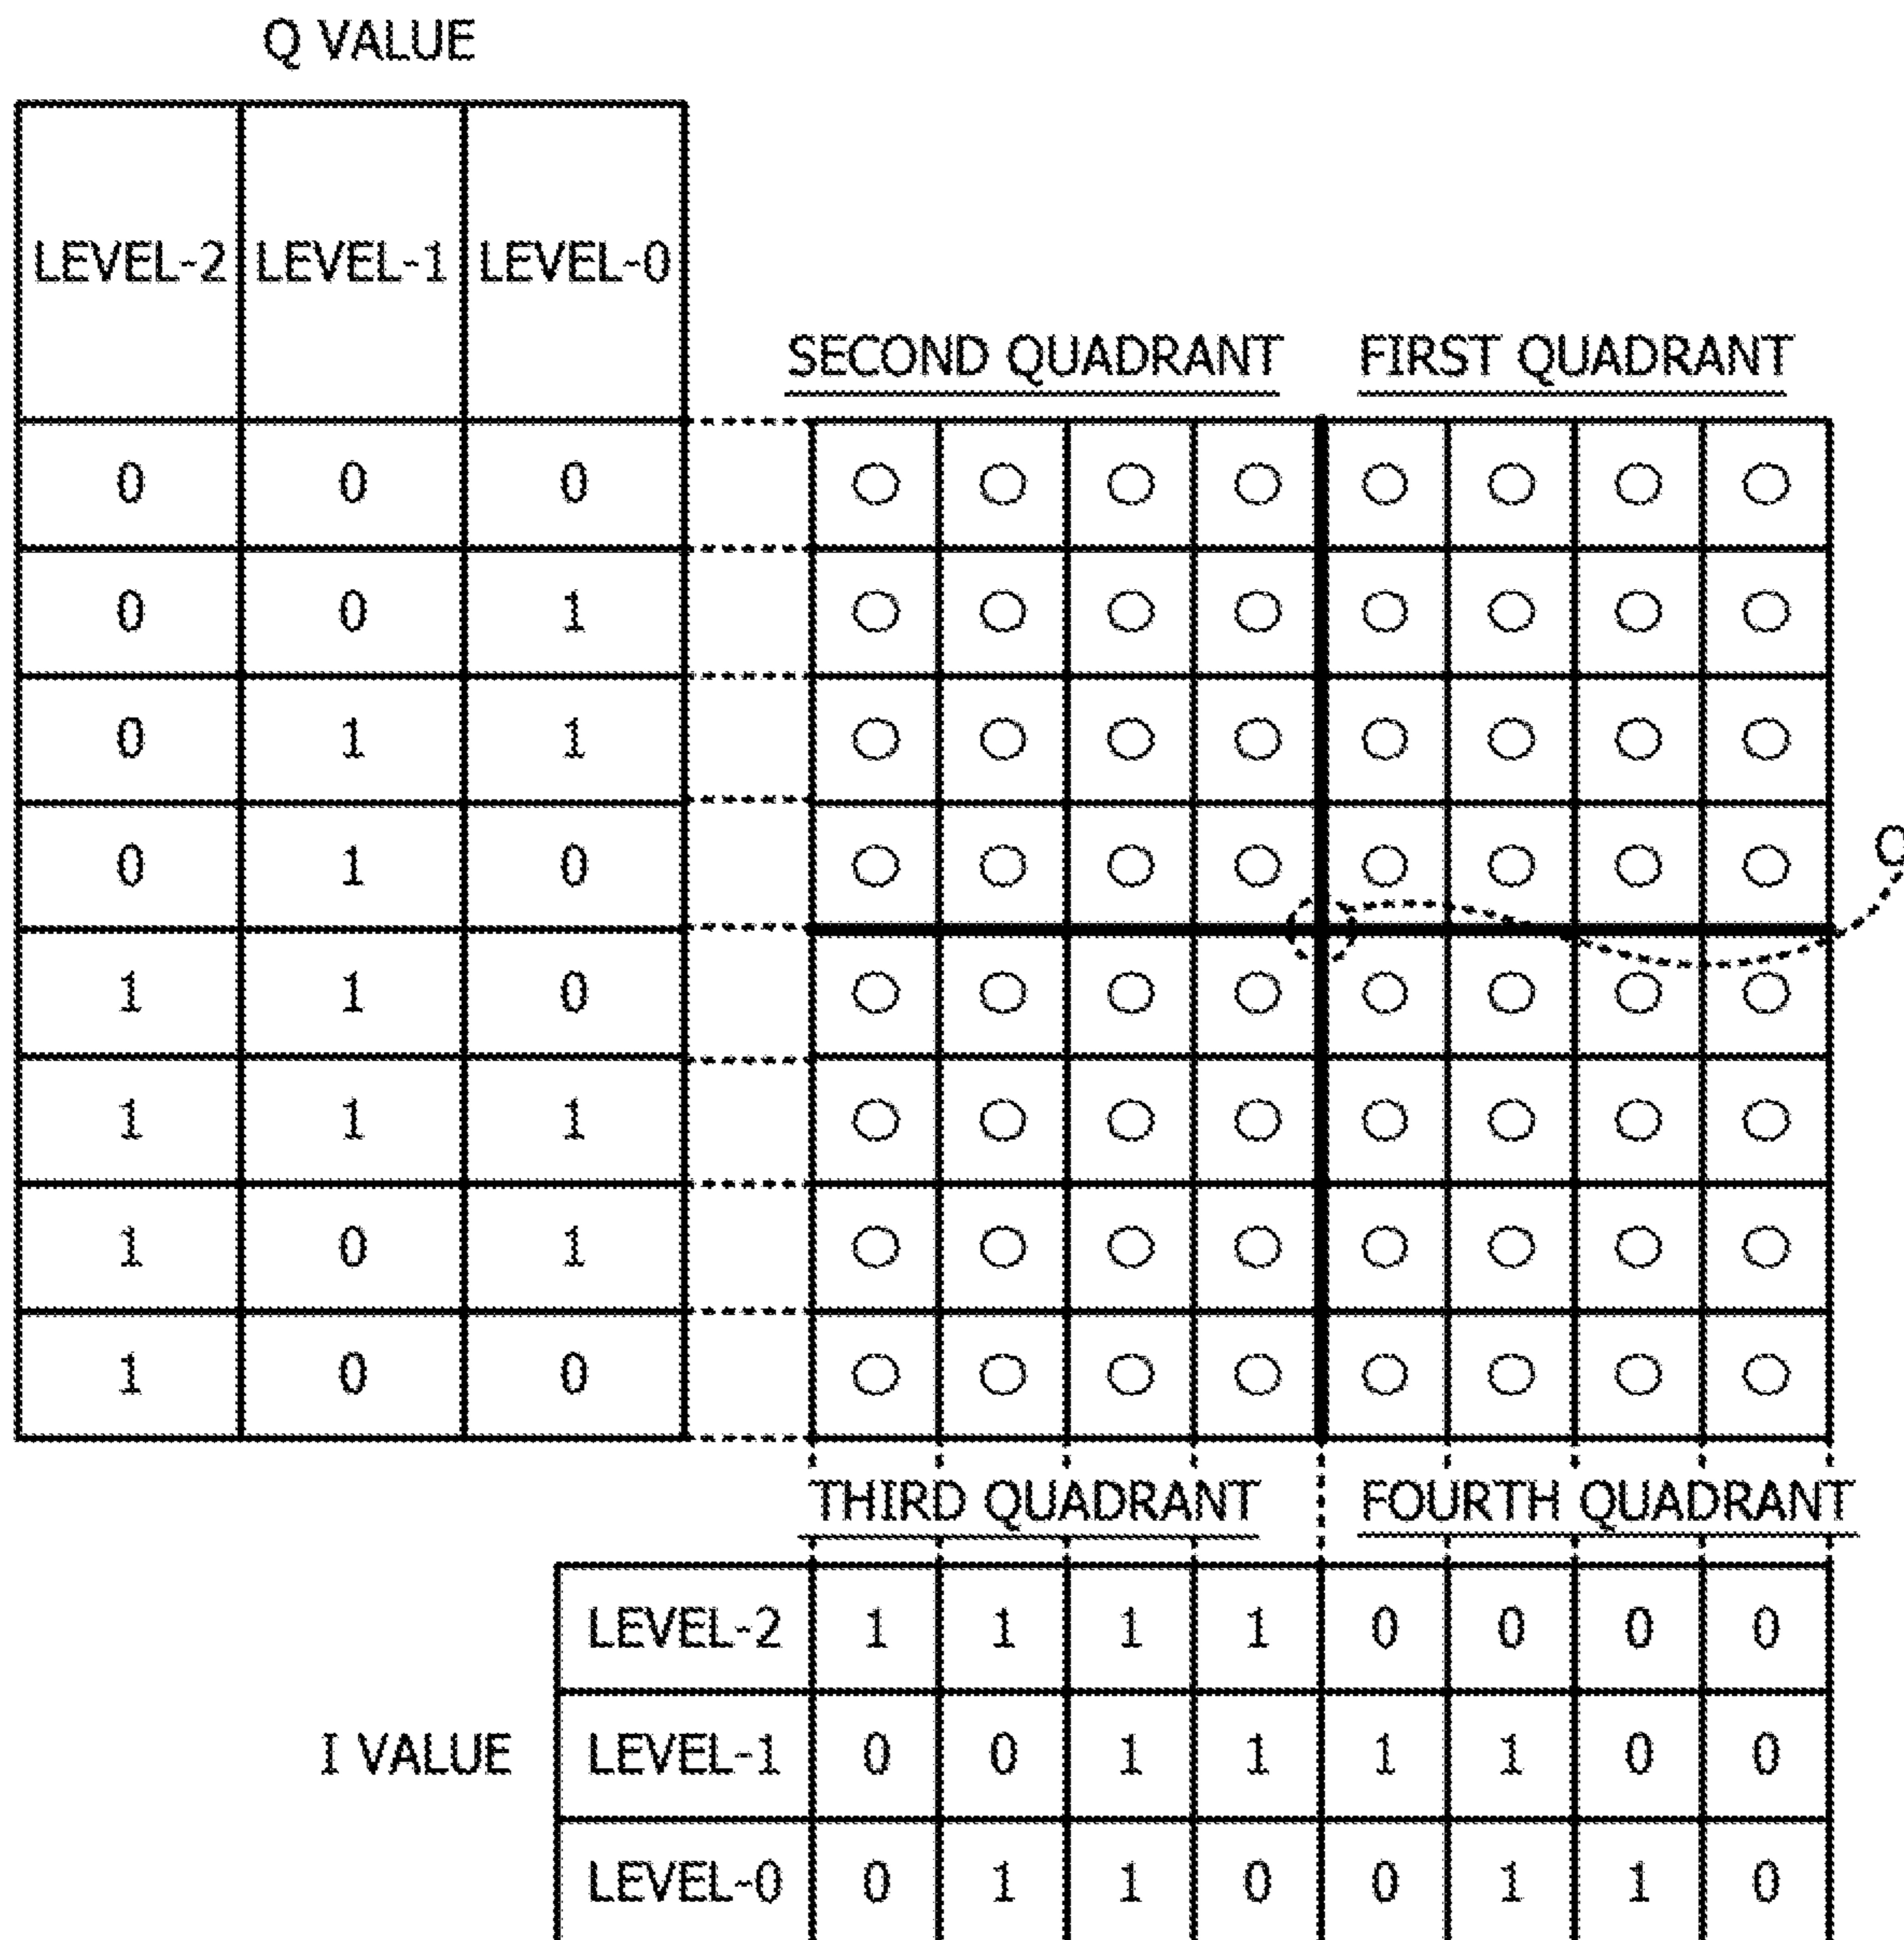 Q VALUE
LEVEL-2 LEVEL-1 LEVEL-0
SECOND QUADRANT FIRST QUADRANT
0 0 0
0 0 1
0 1 1
0 1 0
O
1 1 0
1 1 1
1 0 1
1 0 0
THIRD QUADRANT FOURTH QUADRANT
LEVEL-2 1 1 1 1 0 0 0 0
I VALUE LEVEL-1 0 0 1 1 1 1 0 0
LEVEL-0 0 1 1 0 0 1 1 0